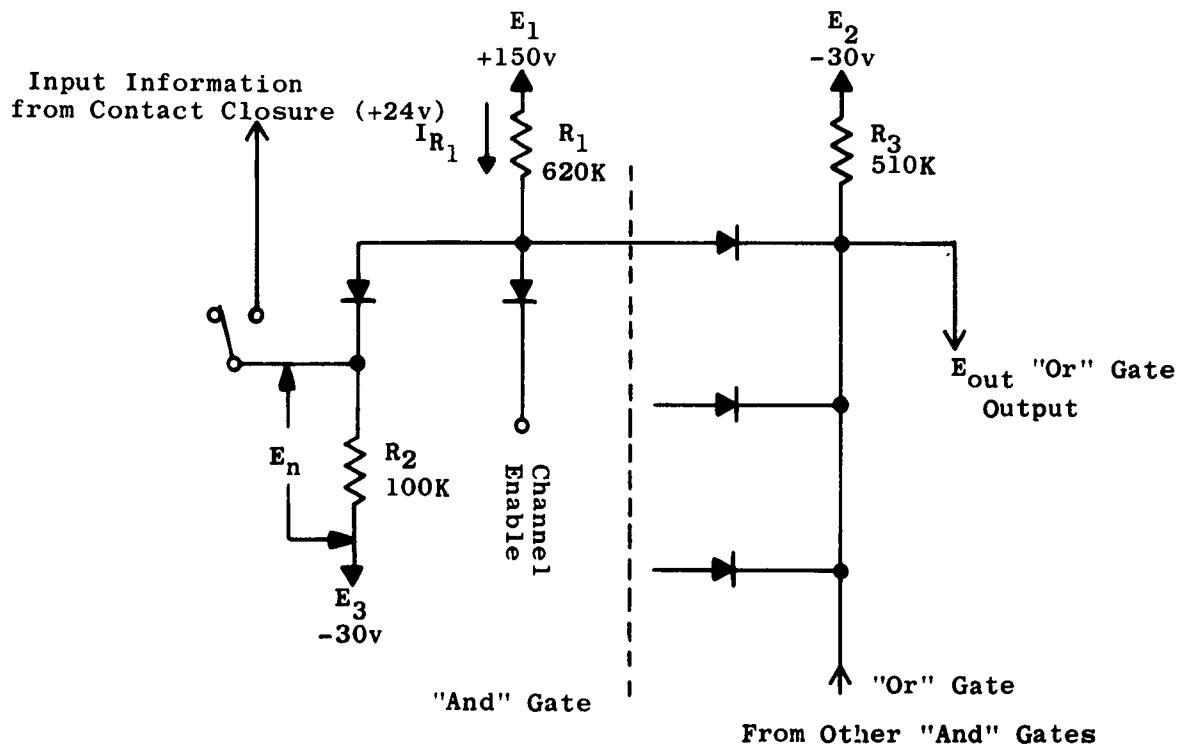 E1
+150v
E2
-30v
Input Information
from Contact Closure (+24v)
IR1
R1
620K
R3
510K
Eout "Or" Gate
Output
En
R2
100K
Channel
Enable
E3
-30v
"And" Gate
"Or" Gate
From Other "And" Gates